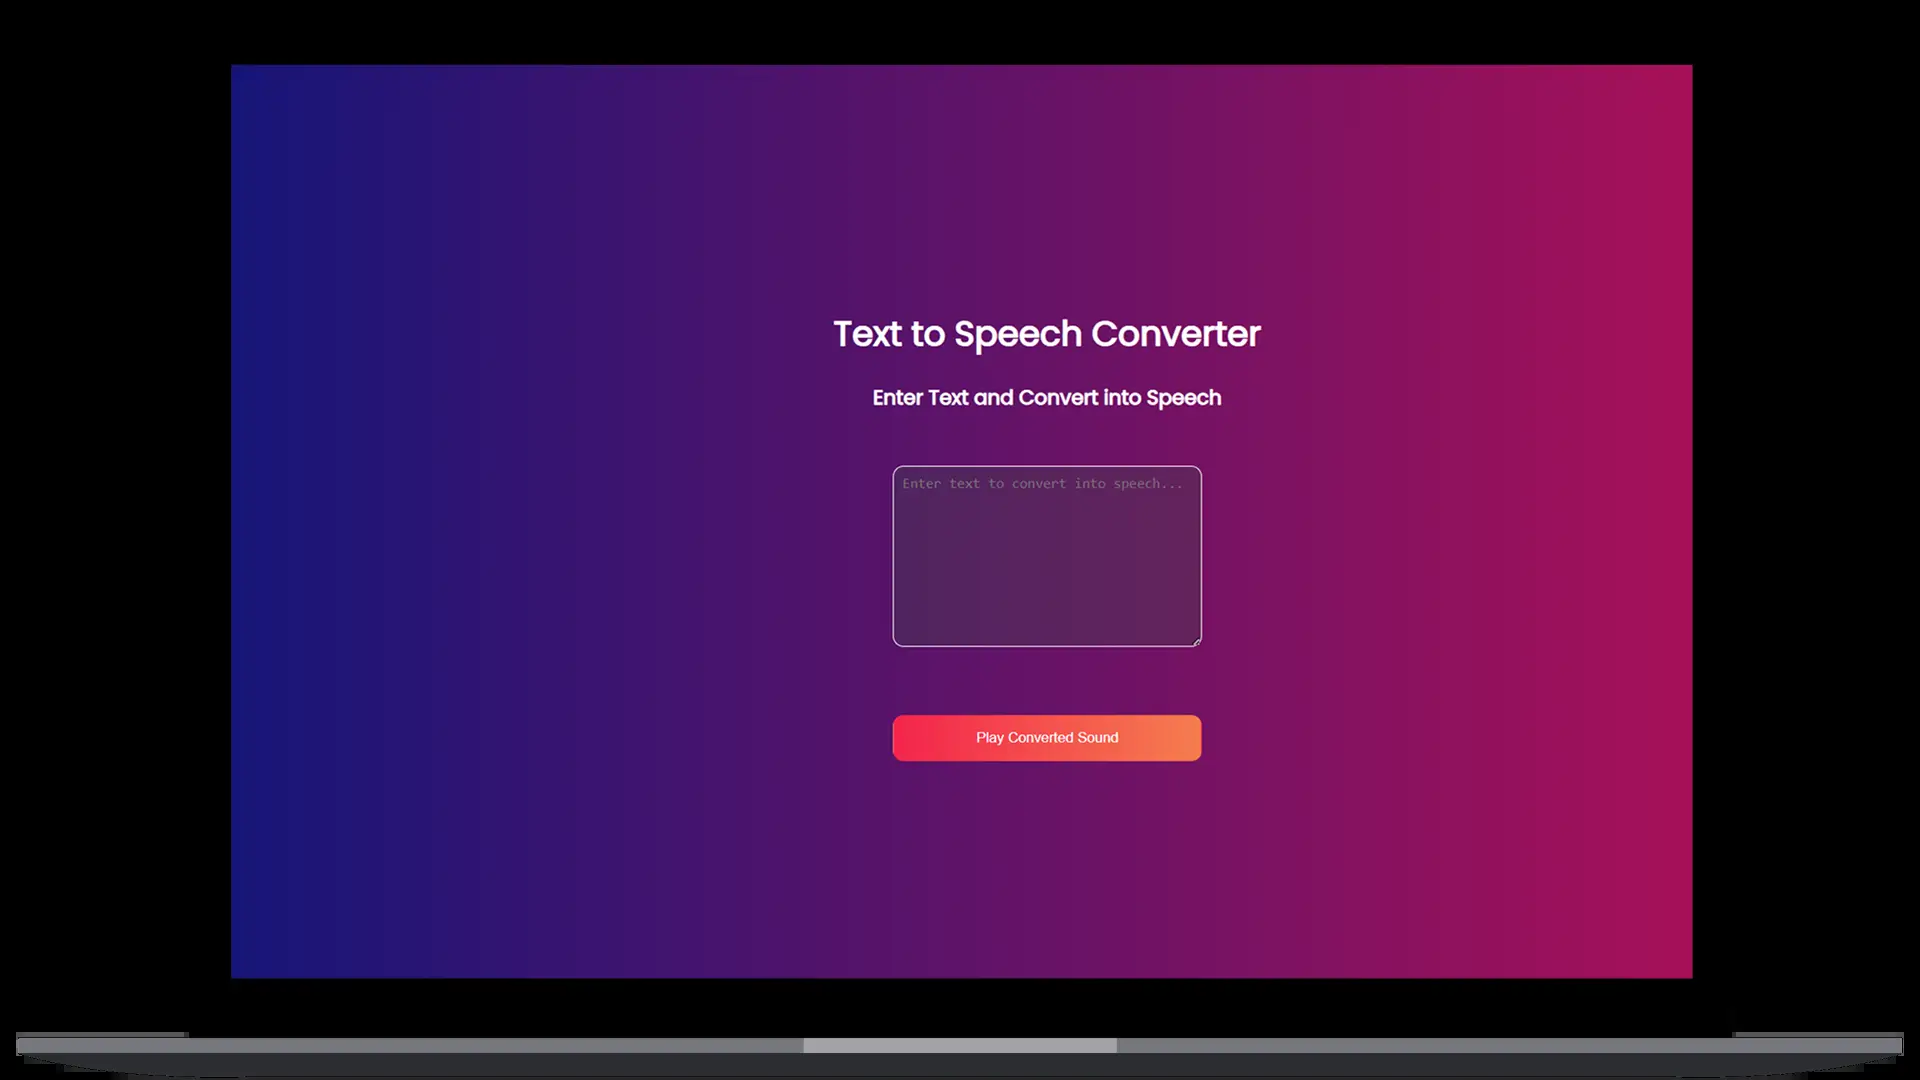 Text to Speech Converter
Enter Text and Convert into Speech
Enter text to convert into speech...
Play Converted Sound